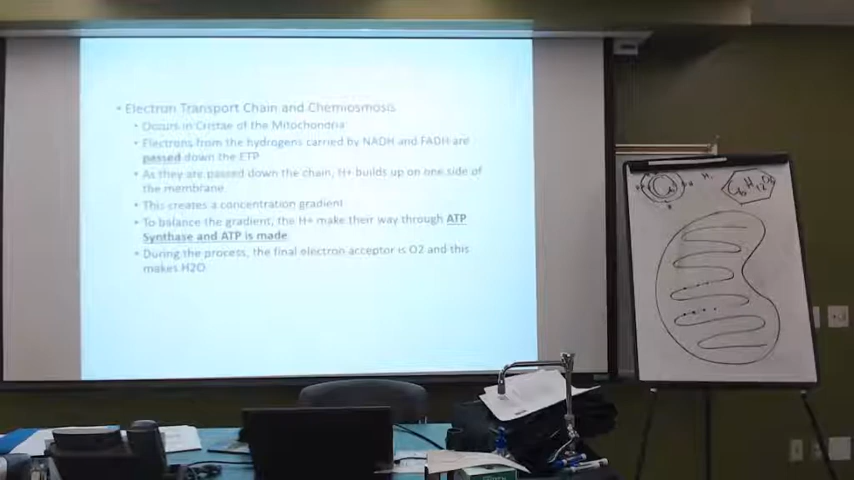 • Electron Transport Chain and Chemiosmosis
• Occurs in Cristae of the Mitochondria
• Electrons from the hydrogens carried by NADH and FADH are
passed down the ETP
• As they are passed down the chain, H+ builds up on one side of
the membrane
• This creates a concentration gradient
• To balance the gradient, the H+ make their way through ATP
Synthase and ATP is made
• During the process, the final electron acceptor is O2 and this
makes H2O